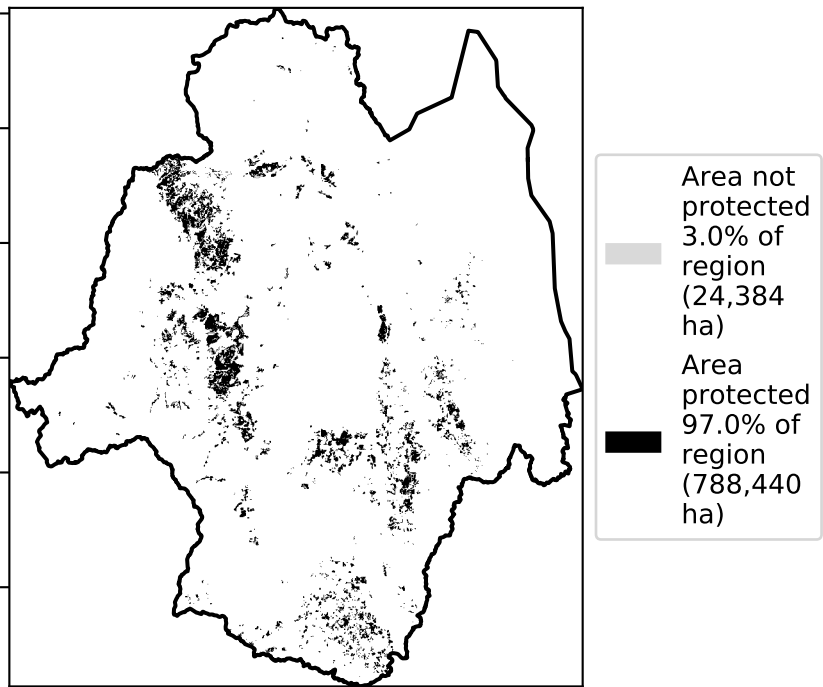 Area not
protected
3.0% of
region
(24,384
ha)
Area
protected
97.0% of
region
(788,440
ha)